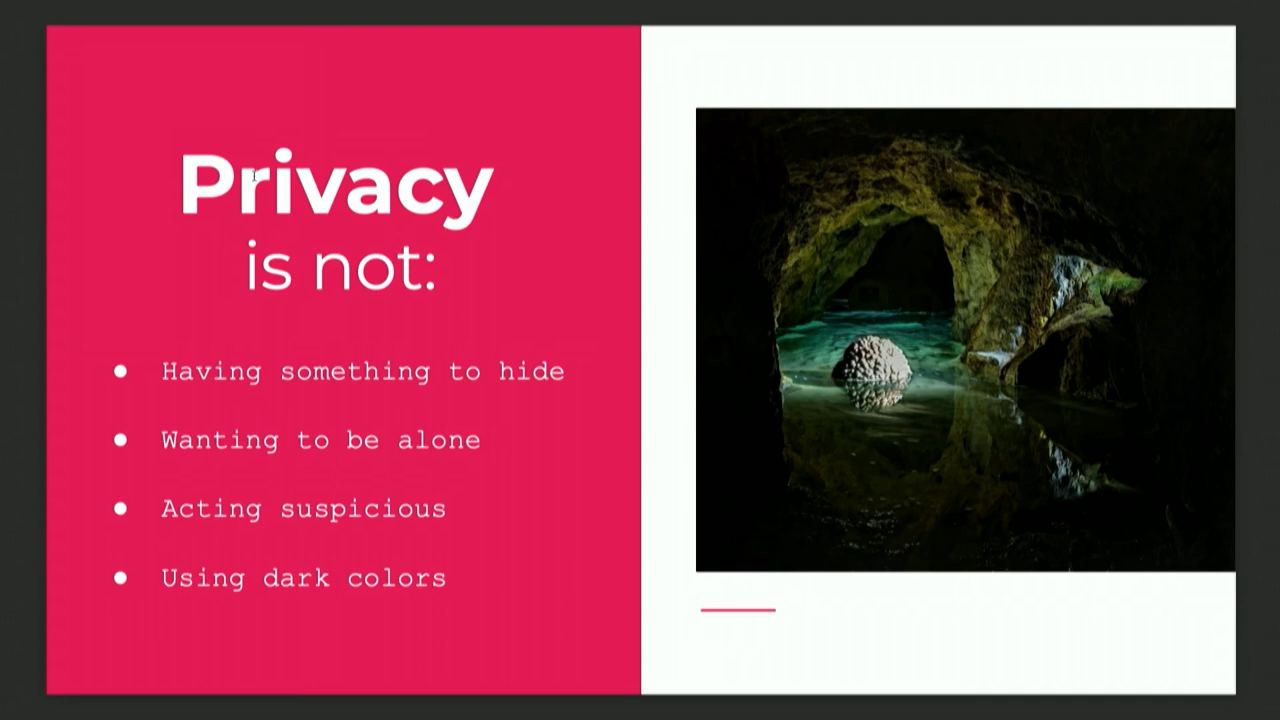 Privacy
is not:
Having something to hide
Wanting to be alone
Acting suspicious
Using dark colors